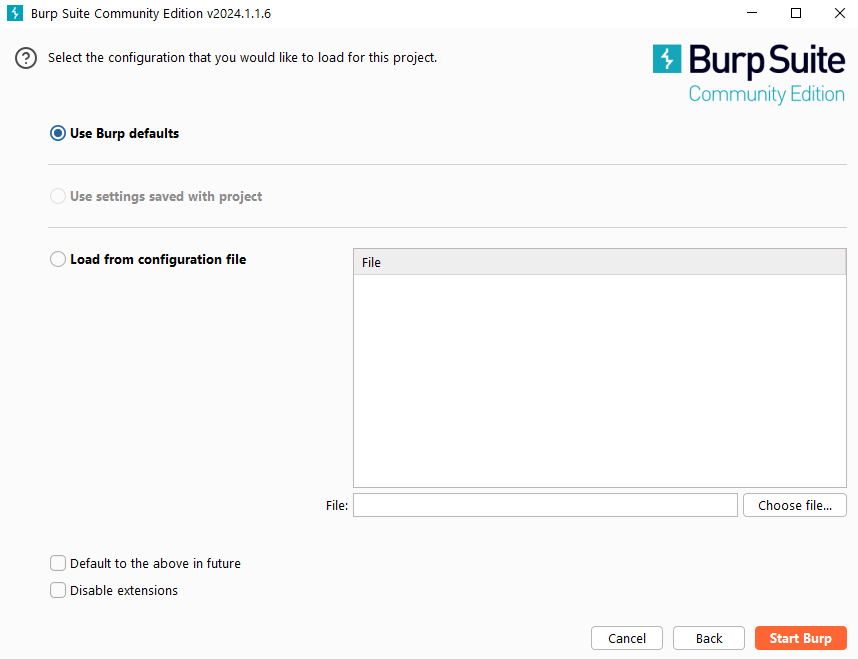 Burp Suite Community Edition v2024.1.1.6
Select the configuration that you would like to load for this project.
Burp Suite
Community Edition
Use Burp defaults
Use settings saved with project
Load from configuration file
File
File:
Choose file...
Default to the above in future
Disable extensions
Cancel
Back
Start Burp